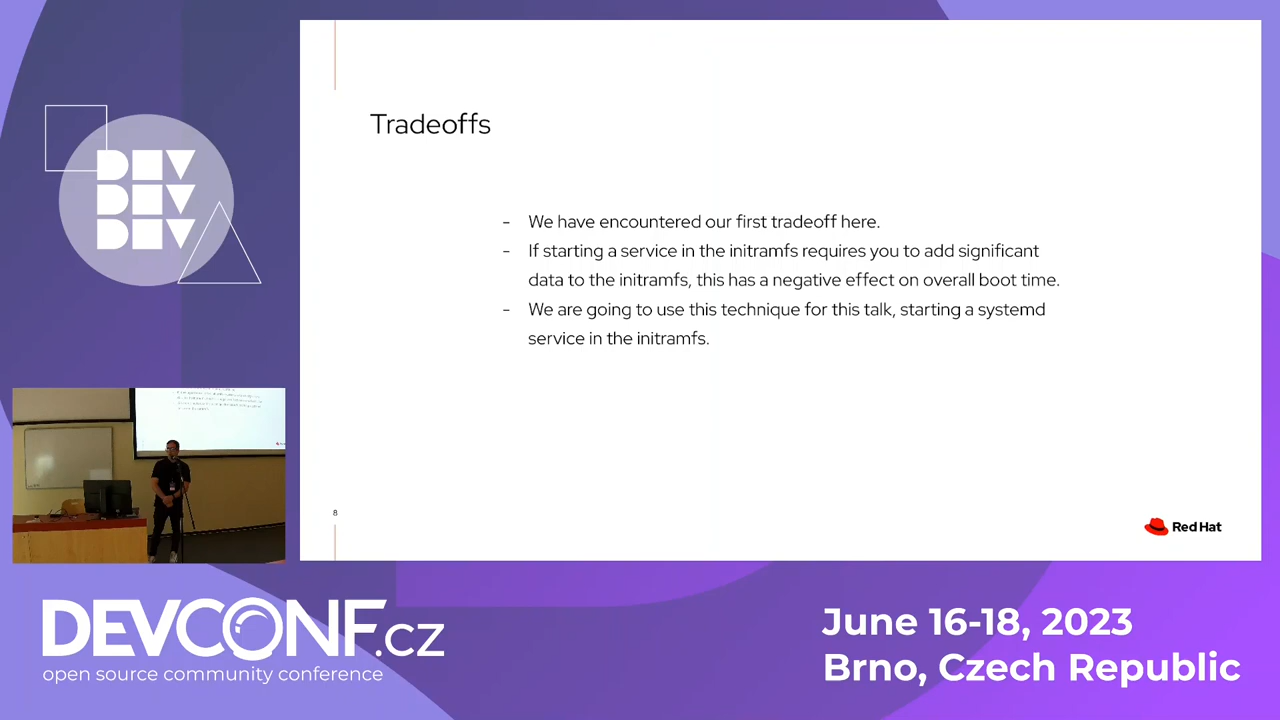 DEV
DEV
DEV
Tradeoffs
- We have encountered our first tradeoff here.
- If starting a service in the initramfs requires you to add significant
data to the initramfs, this has a negative effect on overall boot time.
- We are going to use this technique for this talk, starting a systemd
service in the initramfs.
8
Red Hat
DEVCONF.cz
open source community conference
June 16-18, 2023
Brno, Czech Republic